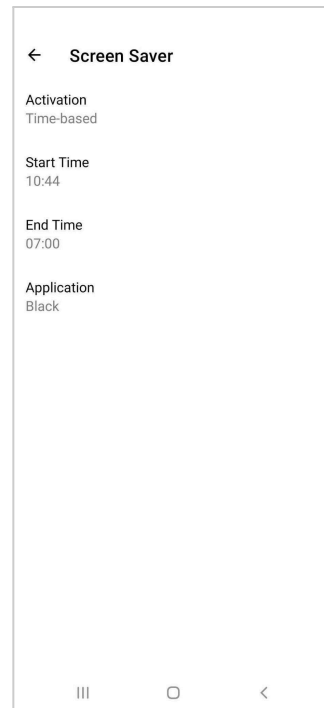 Screen Saver
Activation
Time-based
Start Time
10:44
End Time
07:00
Application
Black